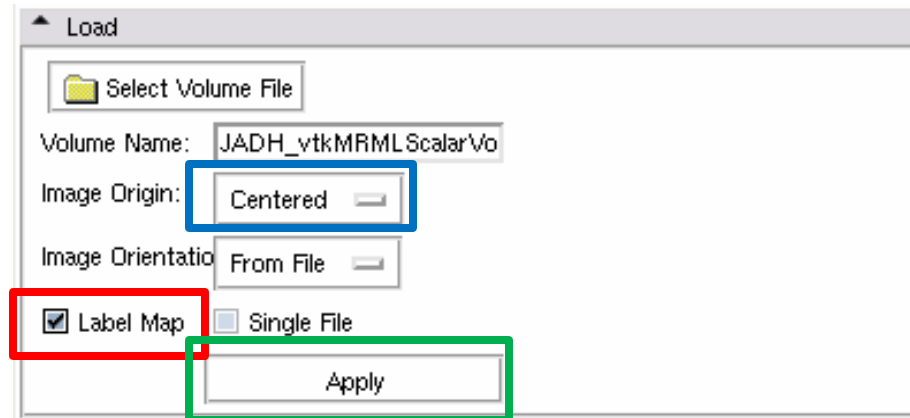 Load
Select Volume File
Volume Name: JADH_vtkMRMLScalarVo
Image Origin: Centered
Image Orientatio From File
Label Map Single File
Apply